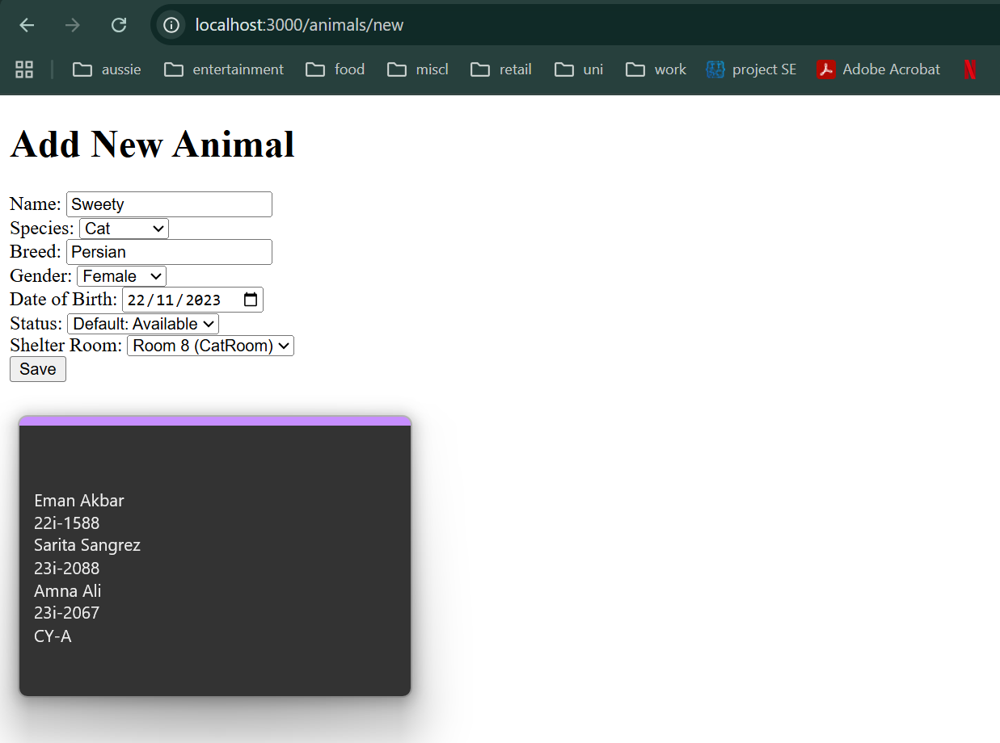 localhost:3000/animals/new
aussie entertainment food miscl retail uni work project SE Adobe Acrobat
Add New Animal
Name: Sweety
Species: Cat
Breed: Persian
Gender: Female
Date of Birth: 22/11/2023
Status: Default: Available
Shelter Room: Room 8 (CatRoom)
Save
Eman Akbar
22i-1588
Sarita Sangrez
23i-2088
Amna Ali
23i-2067
CY-A